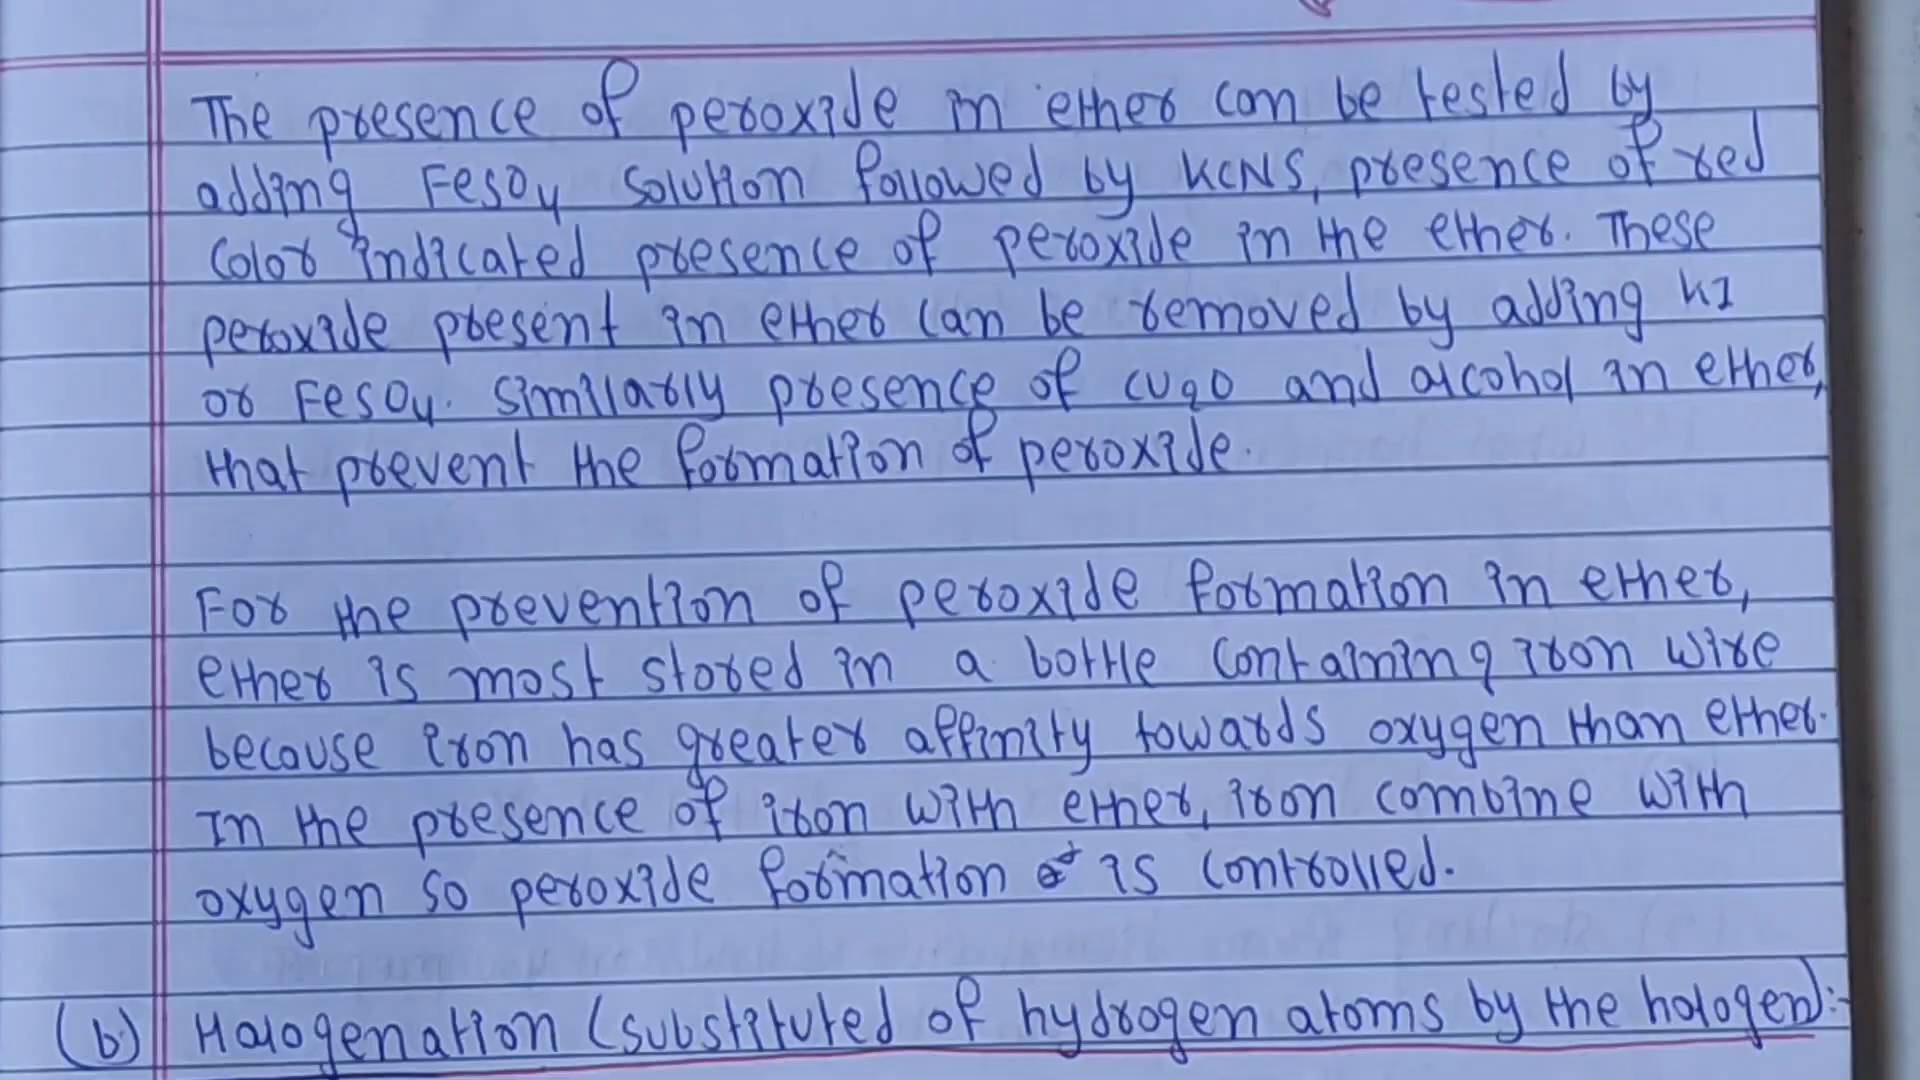 The presence of peroxide in ether can be tested by
adding FeSO4 solution followed by KCNS, presence of red
color indicated presence of peroxide in the ether. These
peroxide present in ether can be removed by adding KI
or FeSO4. Similarly presence of Cu2O and alcohol in ether,
that prevent the formation of peroxide.
For the prevention of peroxide formation in ether,
ether is most stored in a bottle containing iron wire
because iron has greater affinity towards oxygen than ether.
In the presence of iron with ether, iron combine with
oxygen so peroxide formation is controlled.
(b) Halogenation (substituted of hydrogen atoms by the halogen):-